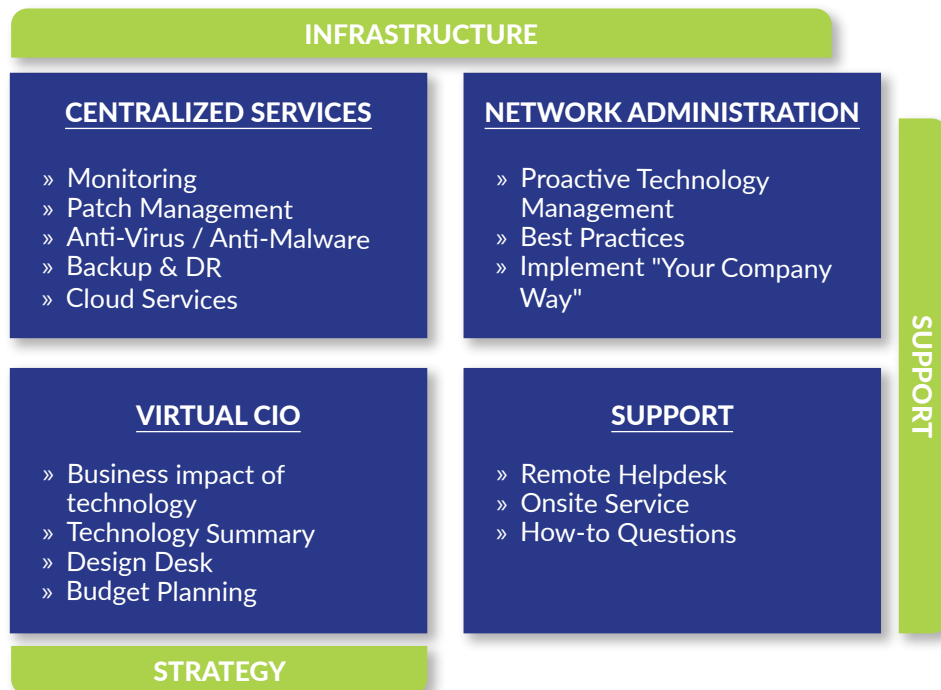 INFRASTRUCTURE
CENTRALIZED SERVICES
» Monitoring
» Patch Management
» Anti-Virus / Anti-Malware
» Backup & DR
» Cloud Services
NETWORK ADMINISTRATION
» Proactive Technology
Management
» Best Practices
» Implement "Your Company
Way"
SUPPORT
VIRTUAL CIO
» Business impact of
technology
» Technology Summary
» Design Desk
» Budget Planning
SUPPORT
» Remote Helpdesk
» Onsite Service
» How-to Questions
STRATEGY